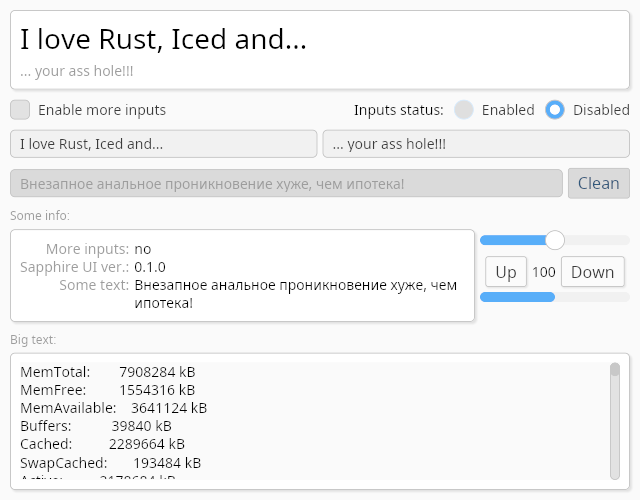 I love Rust, Iced and...
... your ass hole!!!
Enable more inputs Inputs status: Enabled Disabled
I love Rust, Iced and... ... your ass hole!!!
Внезапное анальное проникновение хуже, чем ипотека! Clean
Some info:
More inputs: no
Sapphire UI ver.: 0.1.0
Some text: Внезапное анальное проникновение хуже, чем
ипотека!
Up 100 Down
Big text:
MemTotal: 7908284 kB
MemFree: 1554316 kB
MemAvailable: 3641124 kB
Buffers: 39840 kB
Cached: 2289664 kB
SwapCached: 193484 kB